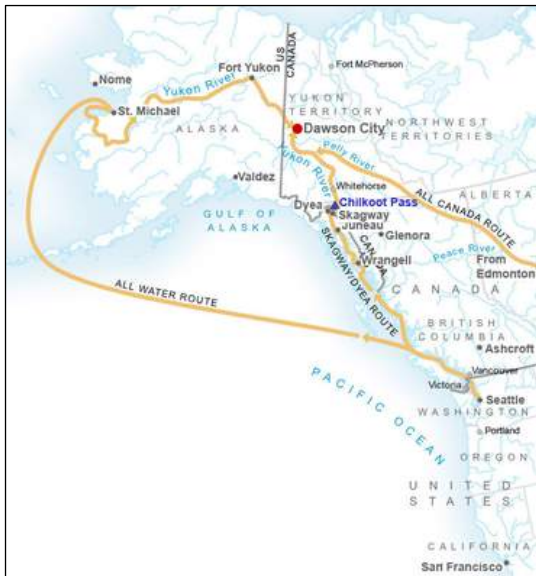 US
CANADA
Fort Yukon
Fort McPherson
Nome
Yukon River
St. Michael
YUKON
TERRITORY
NORTHWEST
TERRITORIES
ALASKA
Dawson City
Pelly River
Yukon River
Valdez
Whitehorse
ALL CANADA ROUTE
ALBERTA
Dyea
Chilkoot Pass
Skagway
GULF OF
ALASKA
Juneau
Glenora
CANADA
Peace River
Wrangell
From
Edmonton
SKAGWAY/DYEA ROUTE
ALL WATER ROUTE
CANADA
BRITISH
COLUMBIA
Ashcroft
Vancouver
PACIFIC OCEAN
Victoria
Seattle
WASHINGTON
Portland
OREGON
UNITED
STATES
CALIFORNIA
San Francisco